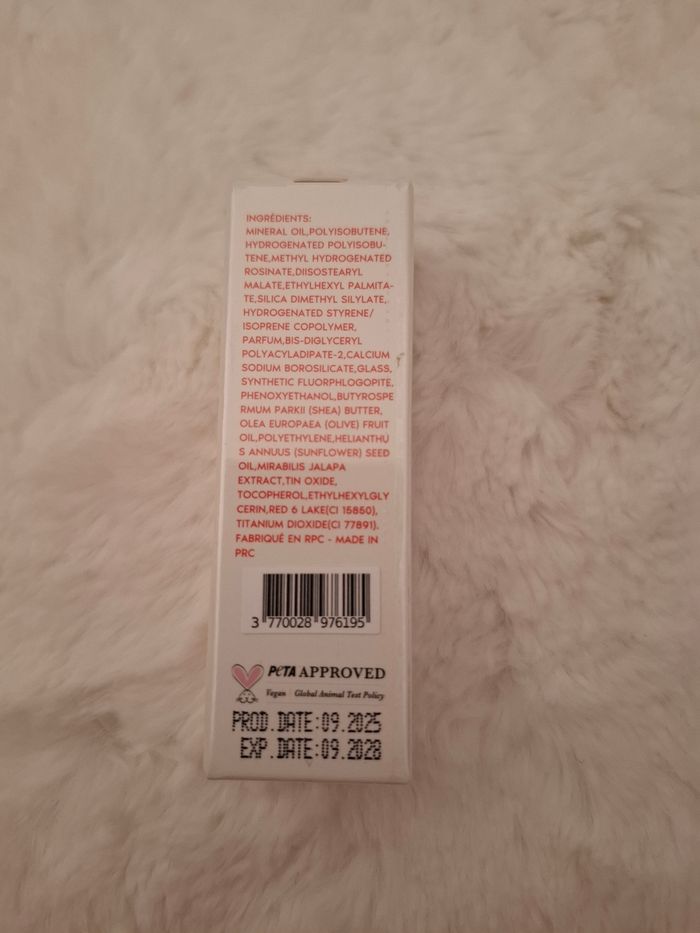 INGRÉDIENTS:
MINERAL OIL,POLYISOBUTENE,
HYDROGENATED POLYISOBU-
TENE,METHYL HYDROGENATED
ROSINATE,DIISOSTEARYL
MALATE,ETHYLHEXYL PALMITA-
TE,SILICA DIMETHYL SILYLATE,
HYDROGENATED STYRENE/
ISOPRENE COPOLYMER,
PARFUM,BIS-DIGLYCERYL
POLYACYLADIPATE-2,CALCIUM
SODIUM BOROSILICATE,GLASS,
SYNTHETIC FLUORPHLOGOPITE,
PHENOXYETHANOL,BUTYROSPE
RMUM PARKII (SHEA) BUTTER,
OLEA EUROPAEA (OLIVE) FRUIT
OIL,POLYETHYLENE,HELIANTHU
S ANNUUS (SUNFLOWER) SEED
OIL,MIRABILIS JALAPA
EXTRACT,TIN OXIDE,
TOCOPHEROL,ETHYLHEXYLGLY
CERIN,RED 6 LAKE(CI 15850),
TITANIUM DIOXIDE(CI 77891).
FABRIQUÉ EN RPC - MADE IN
PRC
3 770028 976195
PETA APPROVED
Vegan Global Animal Test Policy
PROD.DATE:09.2025
EXP.DATE:09.2028